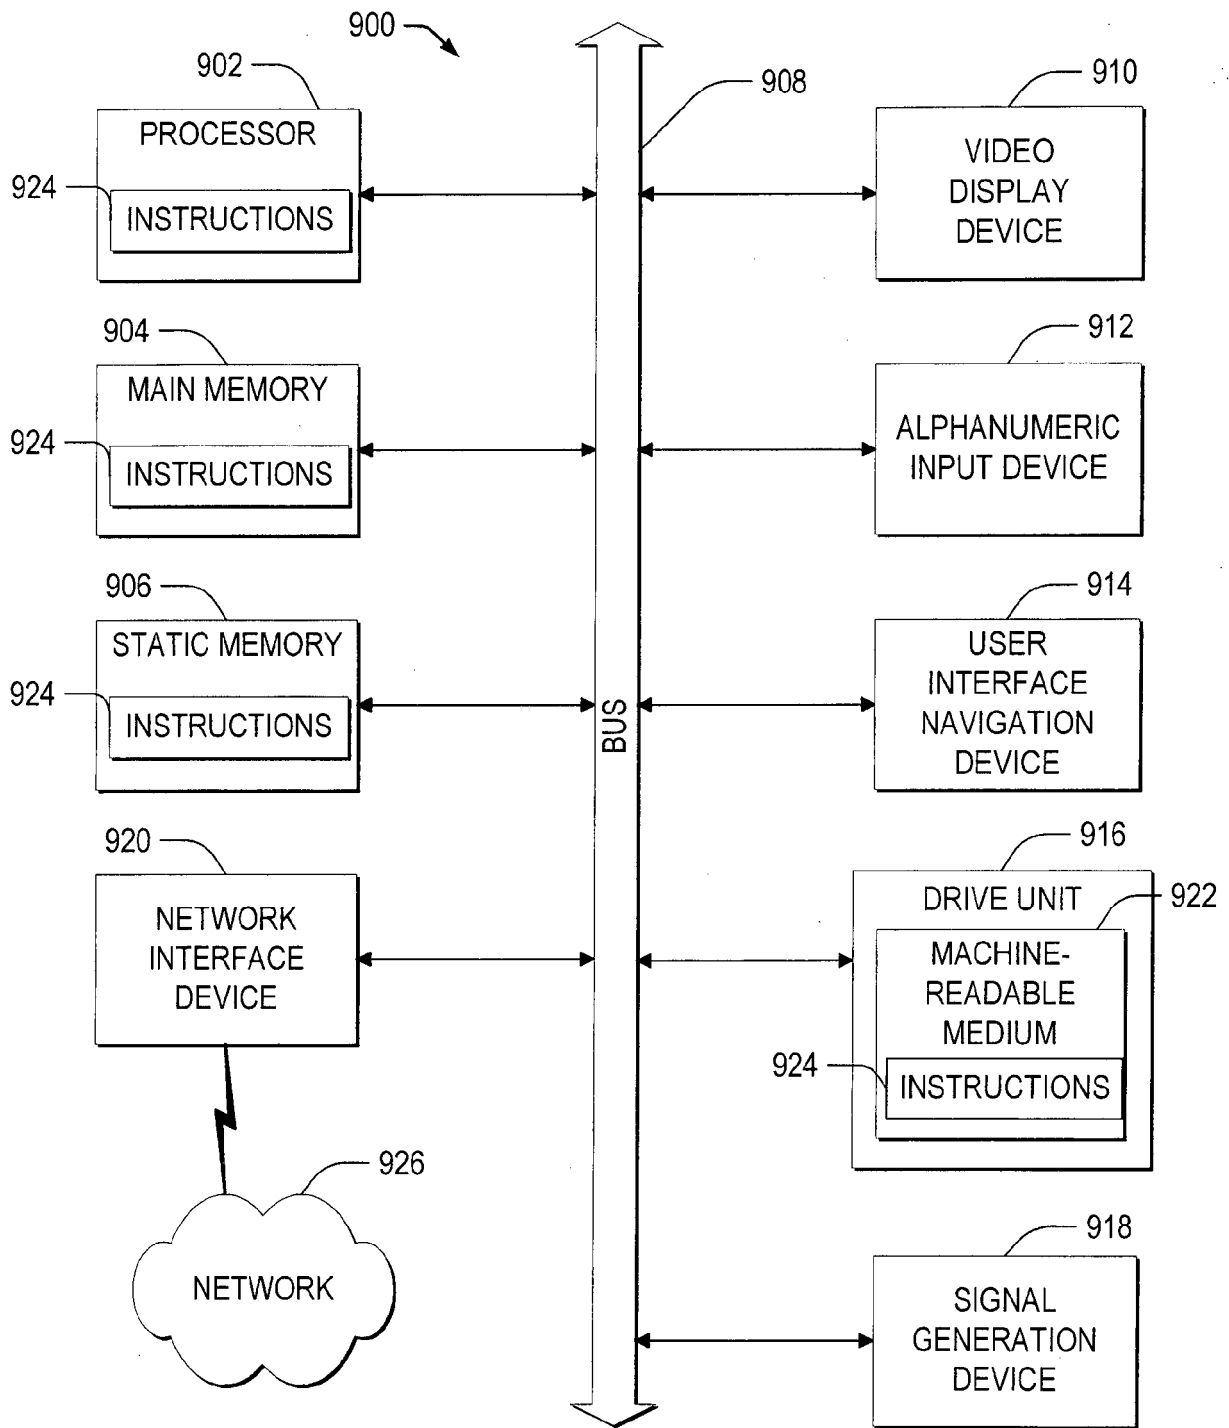 900
902
PROCESSOR
924
INSTRUCTIONS
904
MAIN MEMORY
924
INSTRUCTIONS
906
STATIC MEMORY
924
INSTRUCTIONS
920
NETWORK
INTERFACE
DEVICE
926
NETWORK
908
BUS
910
VIDEO
DISPLAY
DEVICE
912
ALPHANUMERIC
INPUT DEVICE
914
USER
INTERFACE
NAVIGATION
DEVICE
916
DRIVE UNIT
922
MACHINE-
READABLE
MEDIUM
924
INSTRUCTIONS
918
SIGNAL
GENERATION
DEVICE